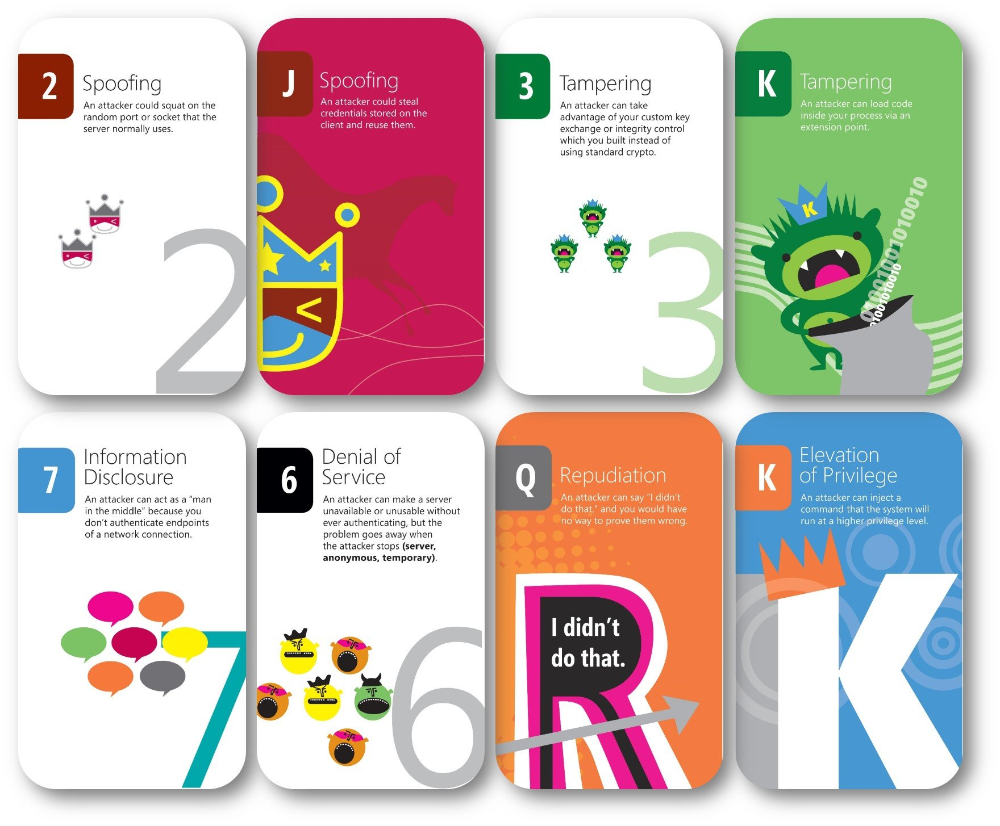 2
Spoofing
An attacker could squat on the
random port or socket that the
server normally uses.
2
J
Spoofing
An attacker could steal
credentials stored on the
client and reuse them.
3
Tampering
An attacker can take
advantage of your custom key
exchange or integrity control
which you built instead of
using standard crypto.
3
K
Tampering
An attacker can load code
inside your process via an
extension point.
K
0100101001010010
0100101010010
7
Information
Disclosure
An attacker can act as a “man
in the middle” because you
don’t authenticate endpoints
of a network connection.
7
6
Denial of
Service
An attacker can make a server
unavailable or unusable without
ever authenticating, but the
problem goes away when
the attacker stops (server,
anonymous, temporary).
6
Q
Repudiation
An attacker can say “I didn’t
do that,” and you would have
no way to prove them wrong.
R
I didn’t
do that.
K
Elevation
of Privilege
An attacker can inject a
command that the system will
run at a higher privilege level.
K